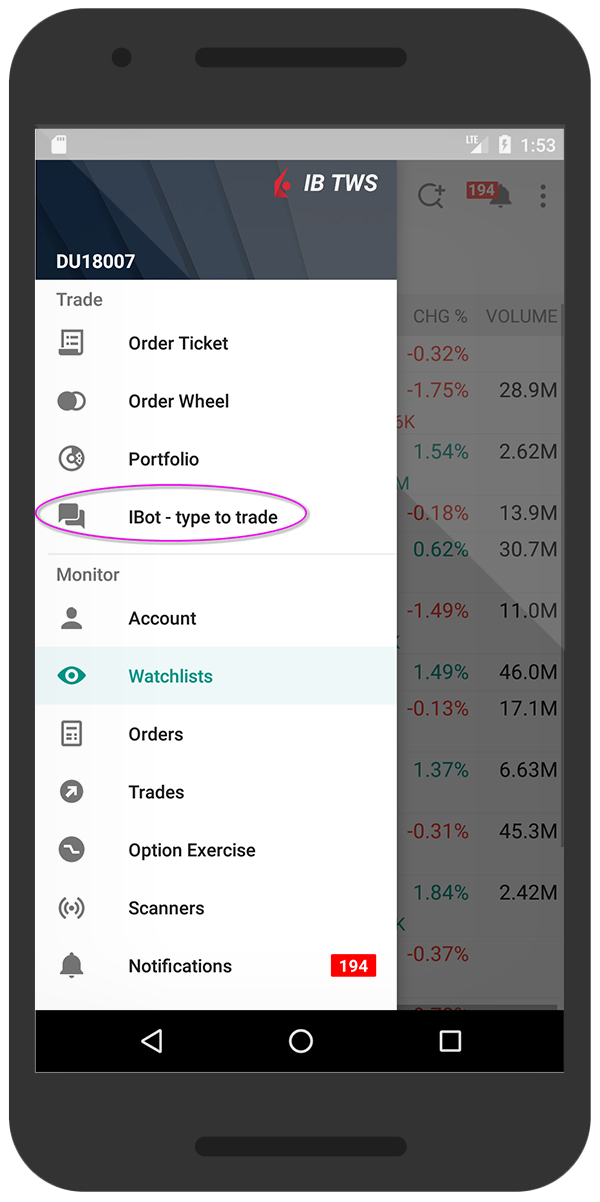 LTE 1:53
IB TWS
194
DU18007
Trade
CHG % VOLUME
Order Ticket
-0.32%
Order Wheel
-1.75% 28.9M
6K
Portfolio
1.54% 2.62M
M
IBot - type to trade
-0.18% 13.9M
0.62% 30.7M
Monitor
Account
-1.49% 11.0M
K
Watchlists
1.49% 46.0M
-0.13% 17.1M
Orders
1.37% 6.63M
Trades
-0.31% 45.3M
Option Exercise
1.84% 2.42M
Scanners
K
-0.37%
Notifications 194